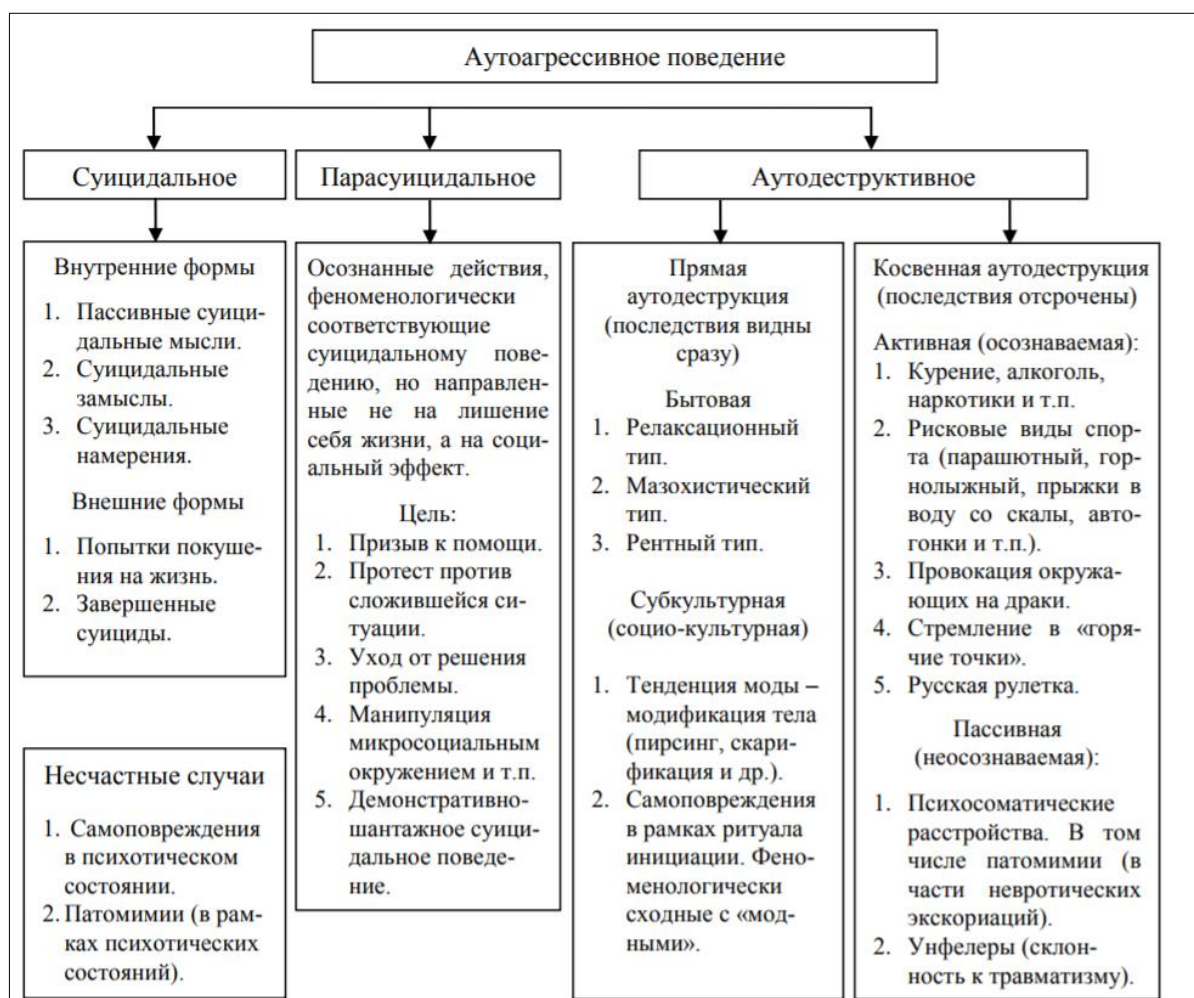 Аутоагрессивное поведение
Суицидальное
Парасуицидальное
Аутодеструктивное
Внутренние формы
1. Пассивные суици-
дальные мысли.
2. Суицидальные
замыслы.
3. Суицидальные
намерения.
Внешние формы
1. Попытки покуше-
ния на жизнь.
2. Завершенные
суициды.
Несчастные случаи
1. Самоповреждения
в психотическом
состоянии.
2. Патомимии (в рам-
ках психотических
состояний).
Осознанные действия,
феноменологически
соответствующие
суицидальному пове-
дению, но направлен-
ные не на лишение
себя жизни, а на соци-
альный эффект.
Цель:
1. Призыв к помощи.
2. Протест против
сложившейся си-
туации.
3. Уход от решения
проблемы.
4. Манипуляция
микросоциальным
окружением и т.п.
5. Демонстративно-
шантажное суици-
дальное поведе-
ние.
Прямая
аутодеструкция
(последствия видны
сразу)
Бытовая
1. Релаксационный
тип.
2. Мазохистический
тип.
3. Рентный тип.
Субкультурная
(социо-культурная)
1. Тенденция моды –
модификация тела
(пирсинг, скари-
фикация и др.).
2. Самоповреждения
в рамках ритуала
инициации. Фено-
менологически
сходные с «мод-
ными».
Косвенная аутодеструкция
(последствия отсрочены)
Активная (осознаваемая):
1. Курение, алкоголь,
наркотики и т.п.
2. Рисковые виды спор-
та (парашютный, гор-
нолыжный, прыжки в
воду со скалы, авто-
гонки и т.п.).
3. Провокация окружа-
ющих на драки.
4. Стремление в «горя-
чие точки».
5. Русская рулетка.
Пассивная
(неосознаваемая):
1. Психосоматические
расстройства. В том
числе патомимии (в
части невротических
экскориаций).
2. Унфелеры (склон-
ность к травматизму).